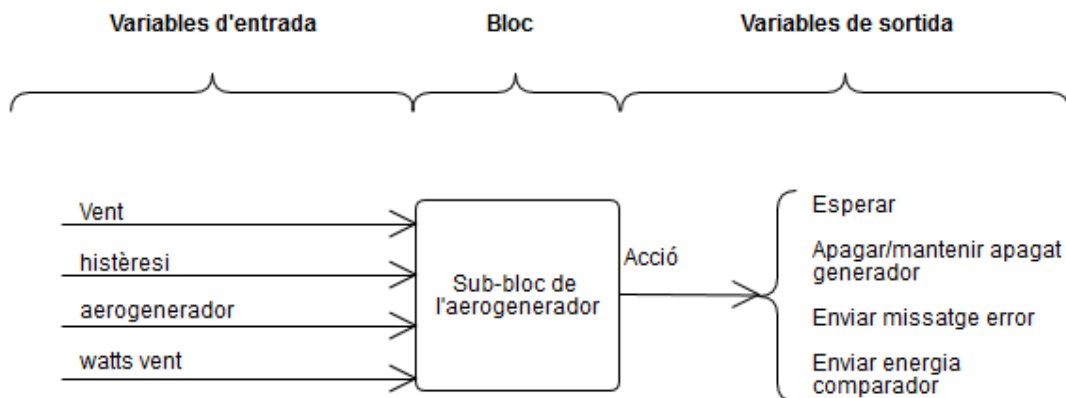 Variables d'entrada
Bloc
Variables de sortida
Vent
histèresi
aerogenerador
watts vent
Sub-bloc de
l'aerogenerador
Acció
Esperar
Apagar/mantenir apagat
generador
Enviar missatge error
Enviar energia
comparador